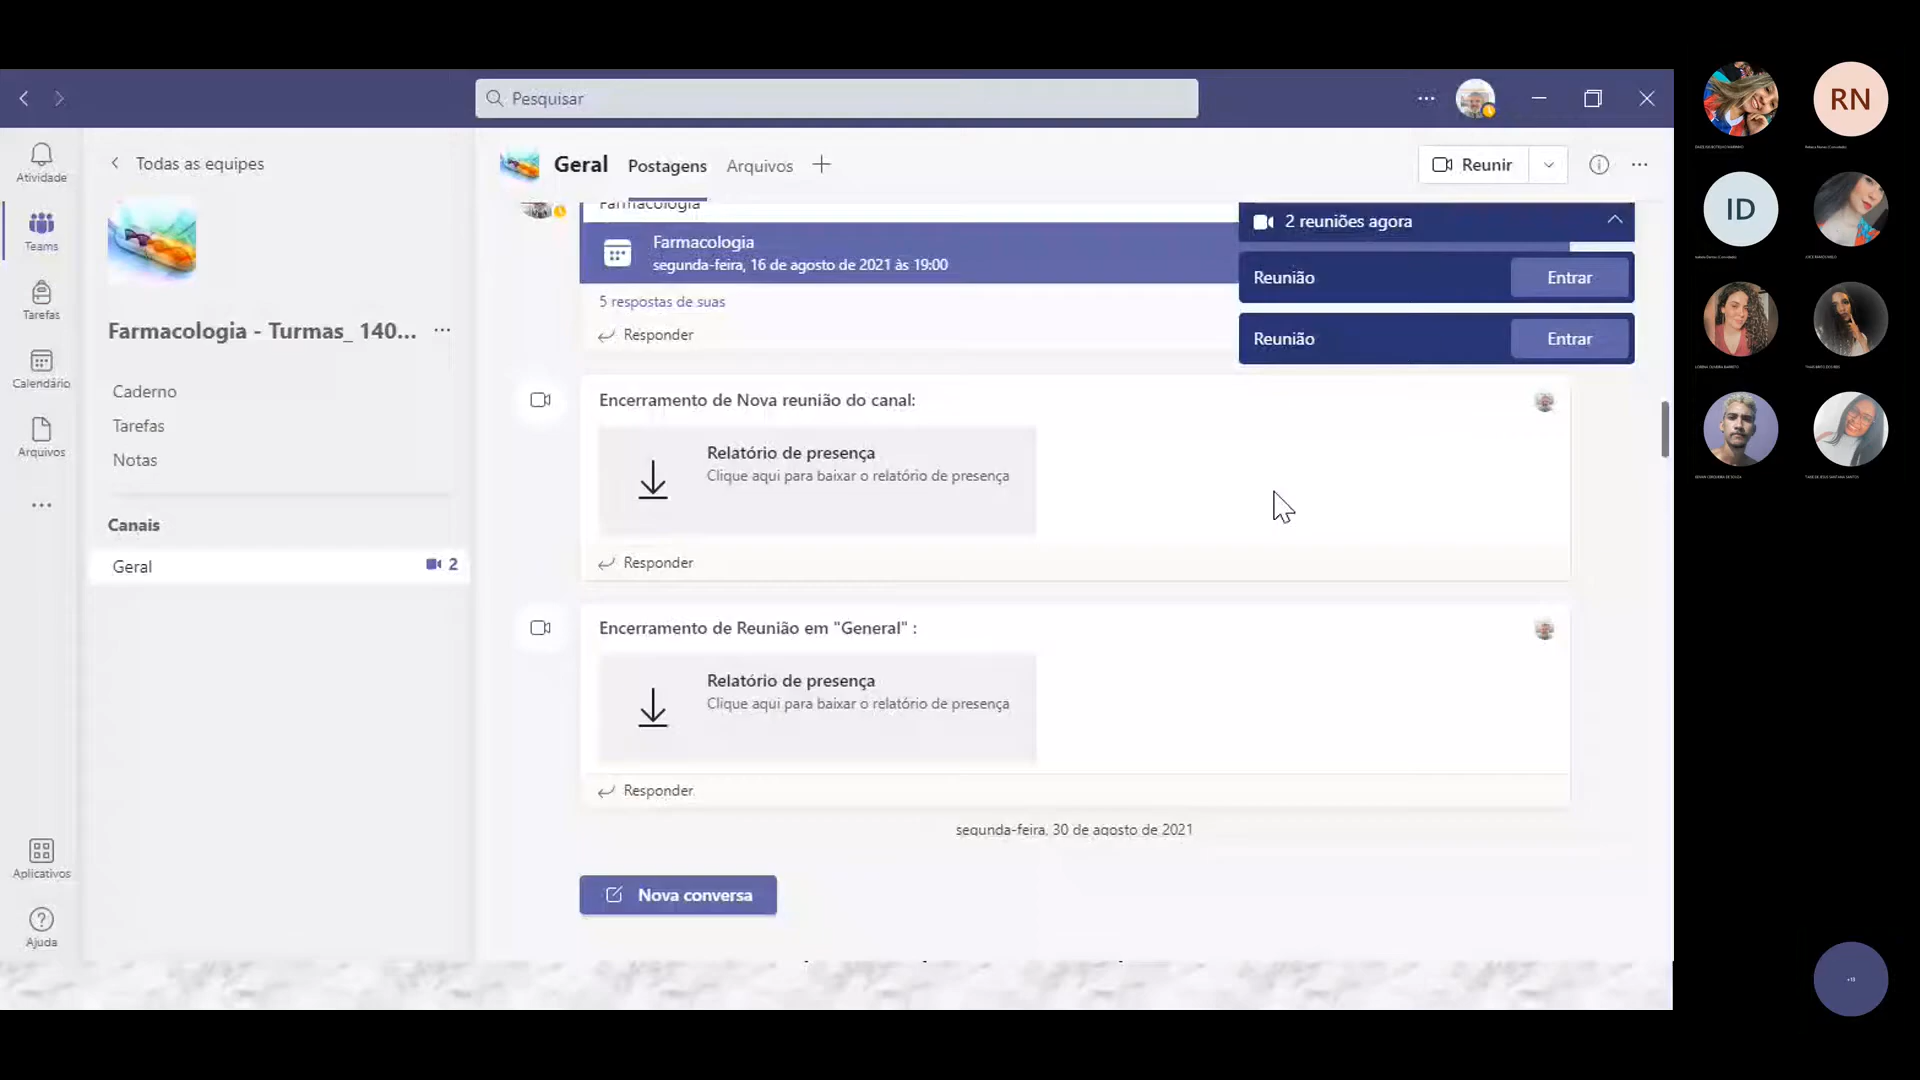 Pesquisar
Atividade
Teams
Tarefas
Calendário
Arquivos
Aplicativos
Ajuda
Todas as equipes
Farmacologia - Turmas_ 140...
Caderno
Tarefas
Notas
Canais
Geral
2
Geral
Postagens
Arquivos
Reunir
Farmacologia
Farmacologia
segunda-feira, 16 de agosto de 2021 às 19:00
5 respostas de suas
Responder
2 reuniões agora
Reunião
Entrar
Reunião
Entrar
Encerramento de Nova reunião do canal:
Relatório de presença
Clique aqui para baixar o relatório de presença
Responder
Encerramento de Reunião em "General" :
Relatório de presença
Clique aqui para baixar o relatório de presença
Responder
segunda-feira, 30 de agosto de 2021
Nova conversa
RN
ID